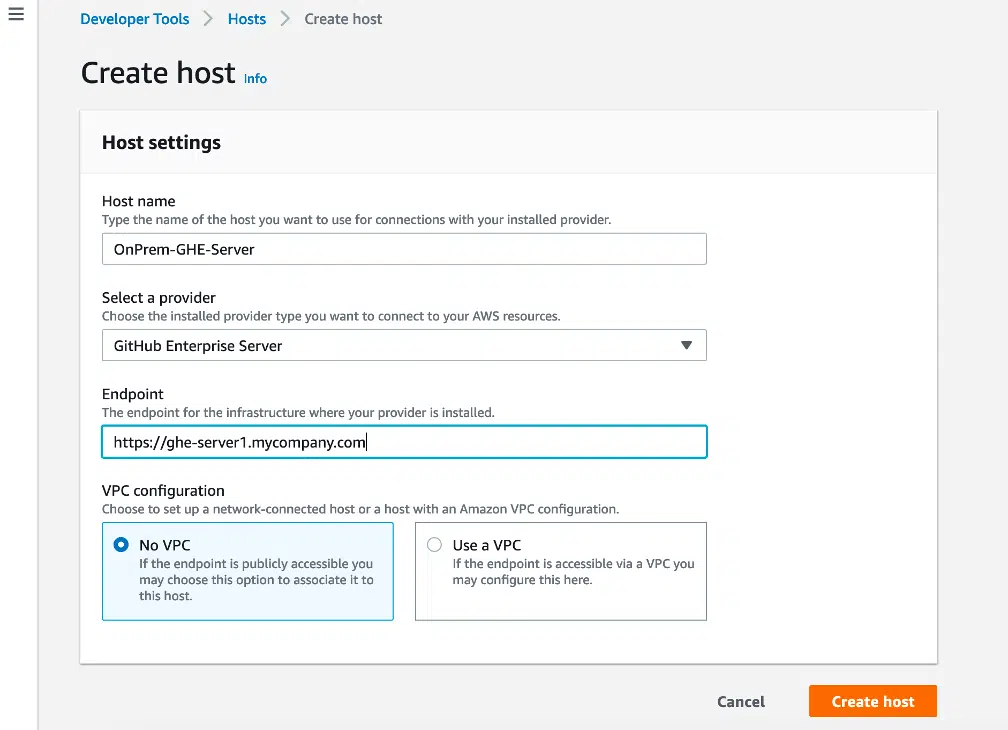 Developer Tools > Hosts > Create host
Create host Info
Host settings
Host name
Type the name of the host you want to use for connections with your installed provider.
OnPrem-GHE-Server
Select a provider
Choose the installed provider type you want to connect to your AWS resources.
GitHub Enterprise Server
Endpoint
The endpoint for the infrastructure where your provider is installed.
https://ghe-server1.mycompany.com
VPC configuration
Choose to set up a network-connected host or a host with an Amazon VPC configuration.
No VPC
If the endpoint is publicly accessible you
may choose this option to associate it to
this host.
Use a VPC
If the endpoint is accessible via a VPC you
may configure this here.
Cancel
Create host